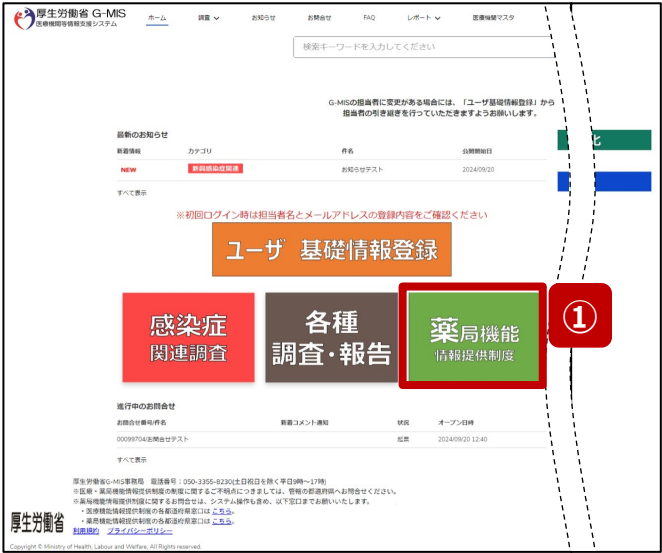 厚生労働省 G-MIS
医療機関等情報支援システム
ホーム 調査 お知らせ お問合せ FAQ レポート 医療機関マスタ
検索キーワードを入力してください
G-MISの担当者に変更がある場合には、「ユーザ基礎情報登録」から
担当者の引き継ぎを行っていただきますようお願いします。
最新のお知らせ
化
新着情報 カテゴリ 件名 公開開始日
NEW 新興感染症関連 お知らせテスト 2024/09/20
すべて表示
※初回ログイン時は担当者名とメールアドレスの登録内容をご確認ください
ユーザ 基礎情報登録
感染症
関連調査
各種
調査・報告
薬局機能
情報提供制度
①
進行中のお問合せ
お問合せ番号/件名 新着コメント通知 状況 オープン日時
00099704/お問合せテスト 起票 2024/09/20 12:40
すべて表示
厚生労働省G-MIS事務局 電話番号：050-3355-8230(土日祝日を除く平日9時～17時)
※医療・薬局機能情報提供制度の制度に関するご不明点につきましては、管轄の都道府県へお問合せください。
※薬局機能情報提供制度に関するお問合せは、システム操作も含め、以下窓口までお願いいたします。
・医療機能情報提供制度の各都道府県窓口は こちら。
・薬局機能情報提供制度の各都道府県窓口は こちら。
厚生労働省
利用規約 プライバシーポリシー
Copyright © Ministry of Health, Labour and Welfare, All Rights reserved.